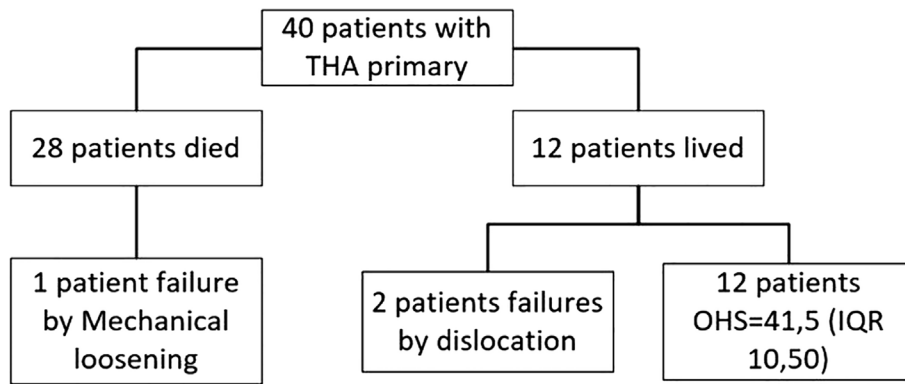 40 patients with
THA primary
28 patients died
12 patients lived
1 patient failure
by Mechanical
loosening
2 patients failures
by dislocation
12 patients
OHS=41,5 (IQR
10,50)